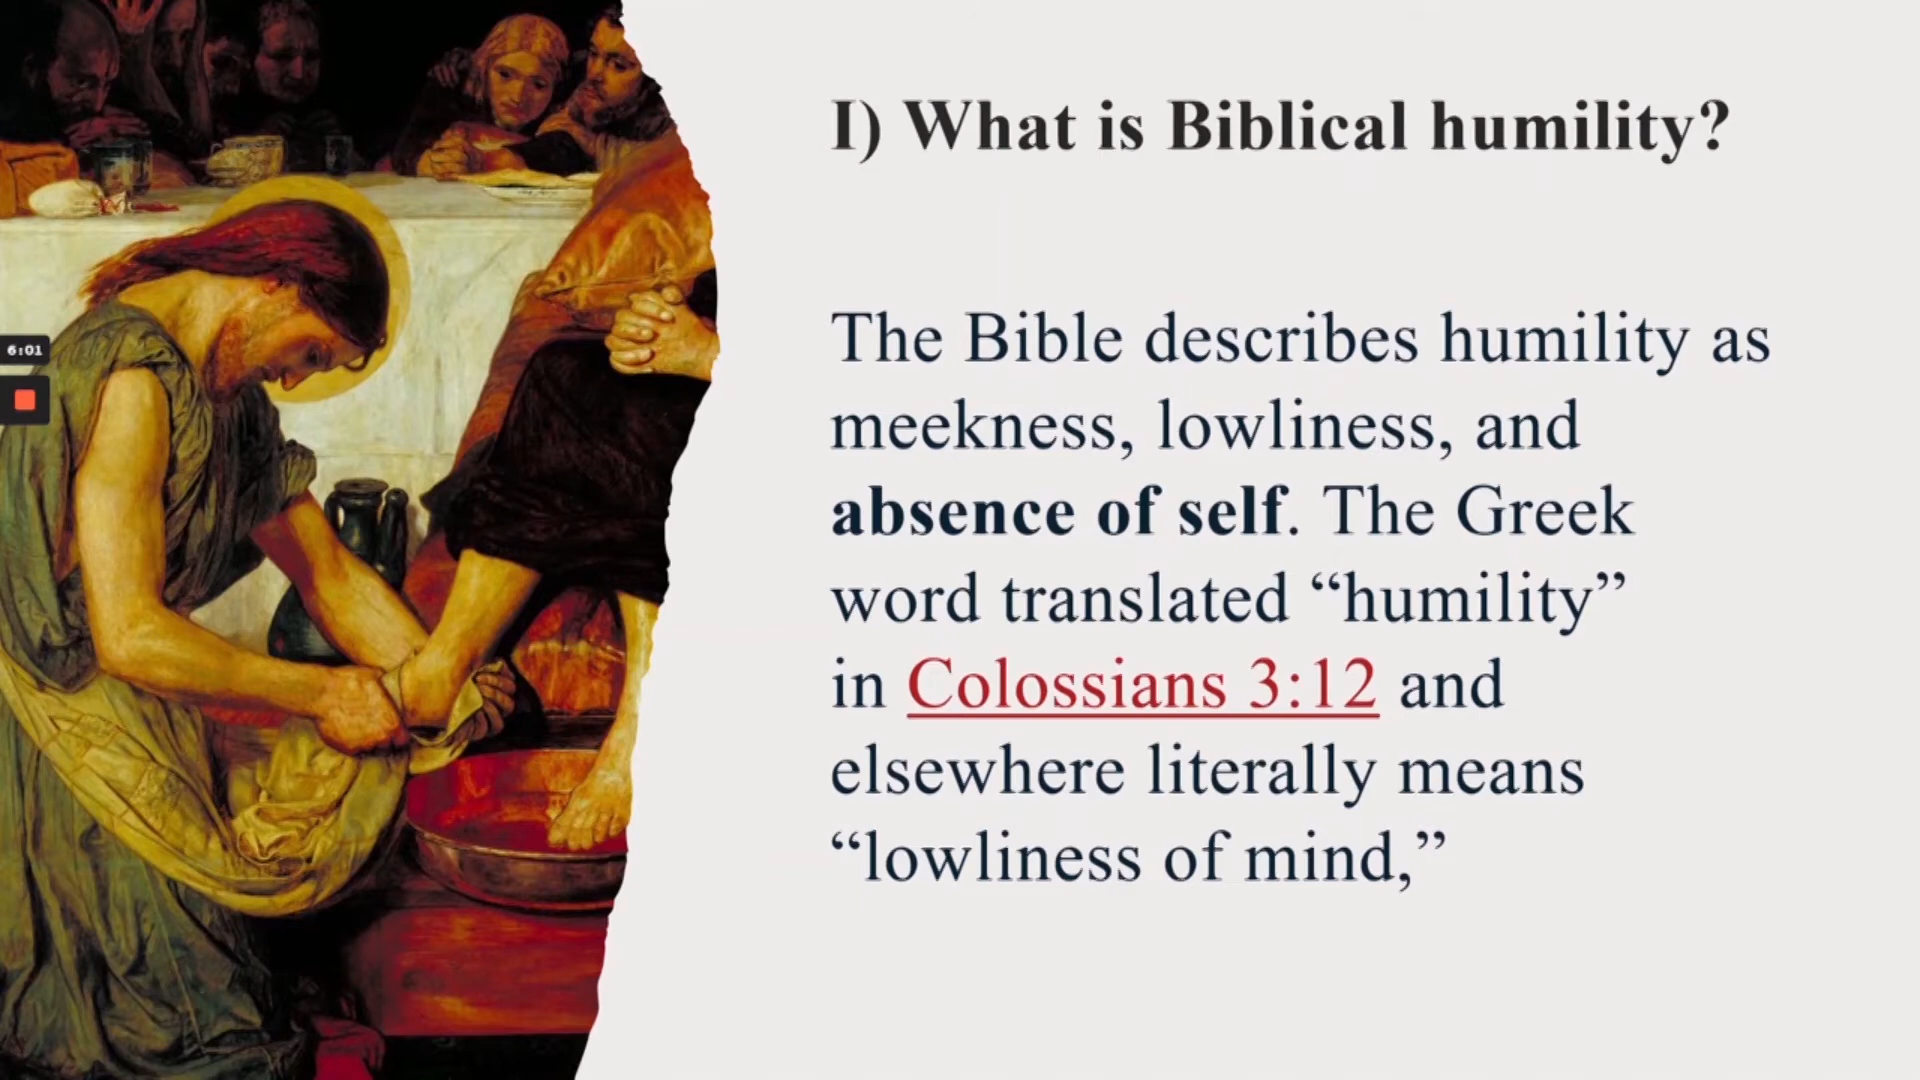 I) What is Biblical humility?
The Bible describes humility as
meekness, lowliness, and
absence of self. The Greek
word translated “humility”
in Colossians 3:12 and
elsewhere literally means
“lowliness of mind,”
6:01